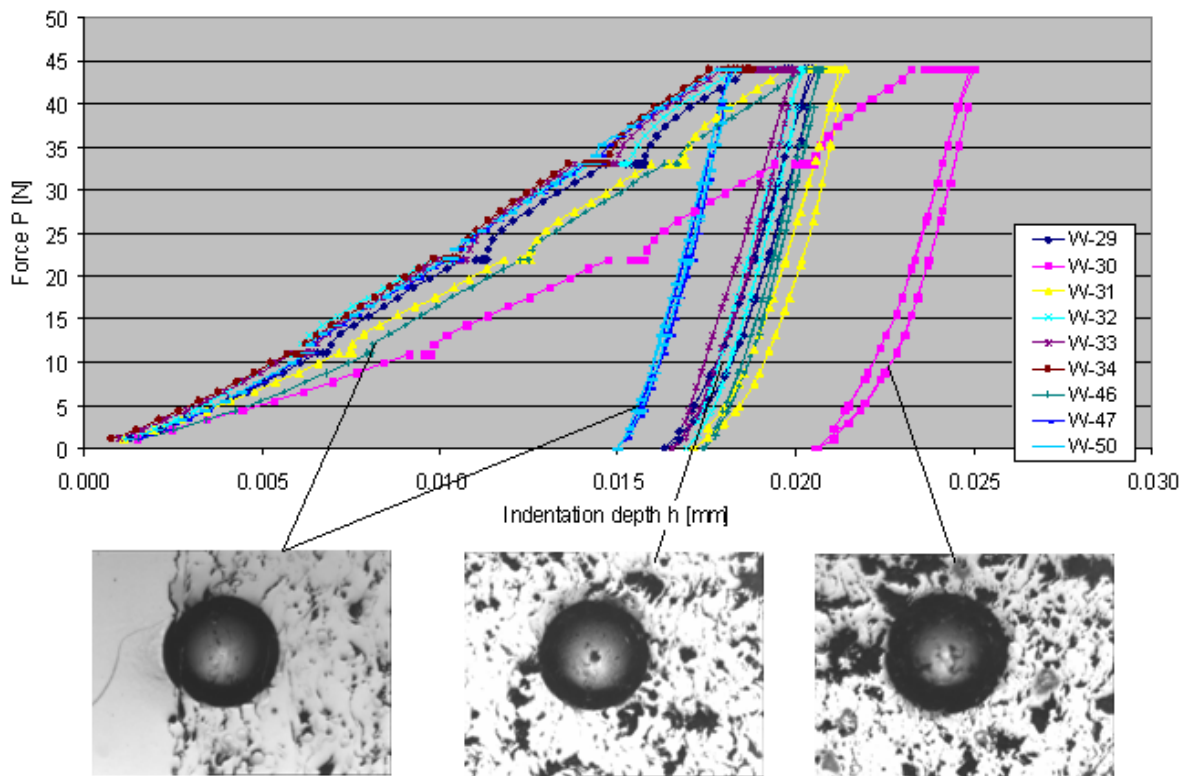 50
45
40
35
30
25
20
15
10
5
0
Force P [N]
0.000 0.005 0.010 0.015 0.020 0.025 0.030
Indentation depth h [mm]
W-29
W-30
W-31
W-32
W-33
W-34
W-46
W-47
W-50